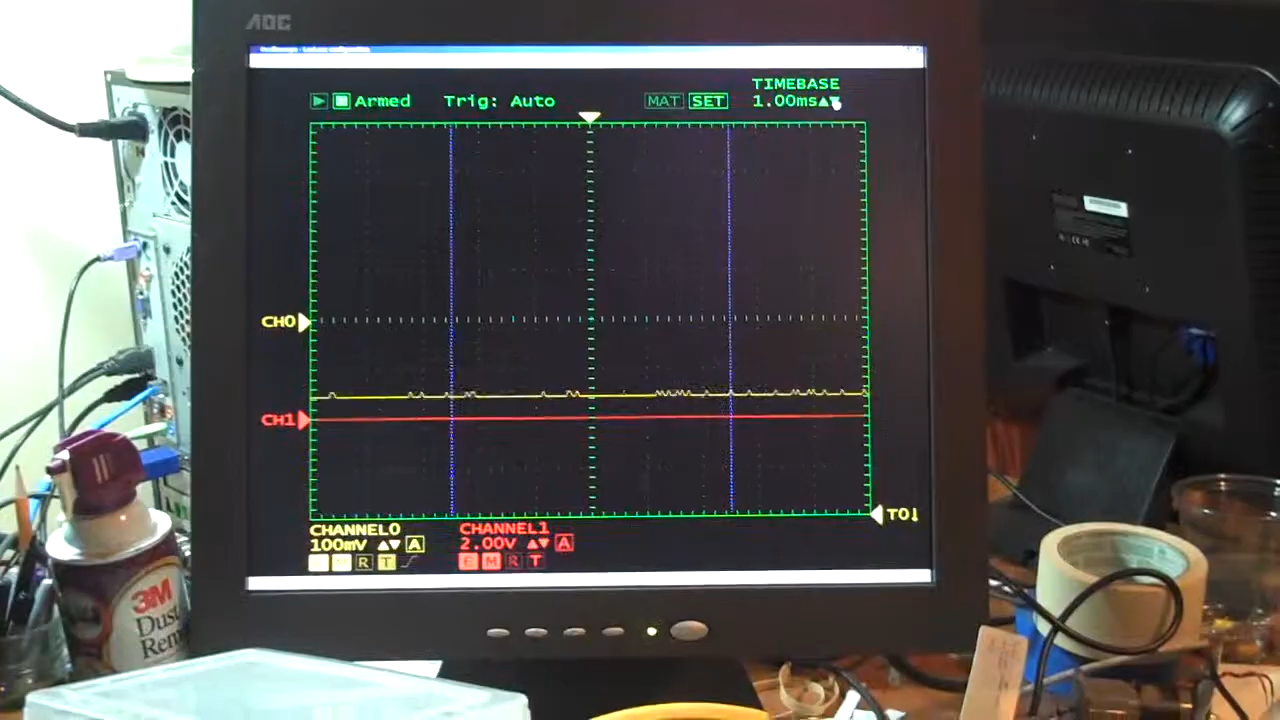 AOC
Armed Trig: Auto MAT SET
TIMEBASE
1.00ms
CH0
CH1
T0↓
CHANNEL0
100mV A
R T
CHANNEL1
2.00V A
E M R T
3M
Dust
Rem